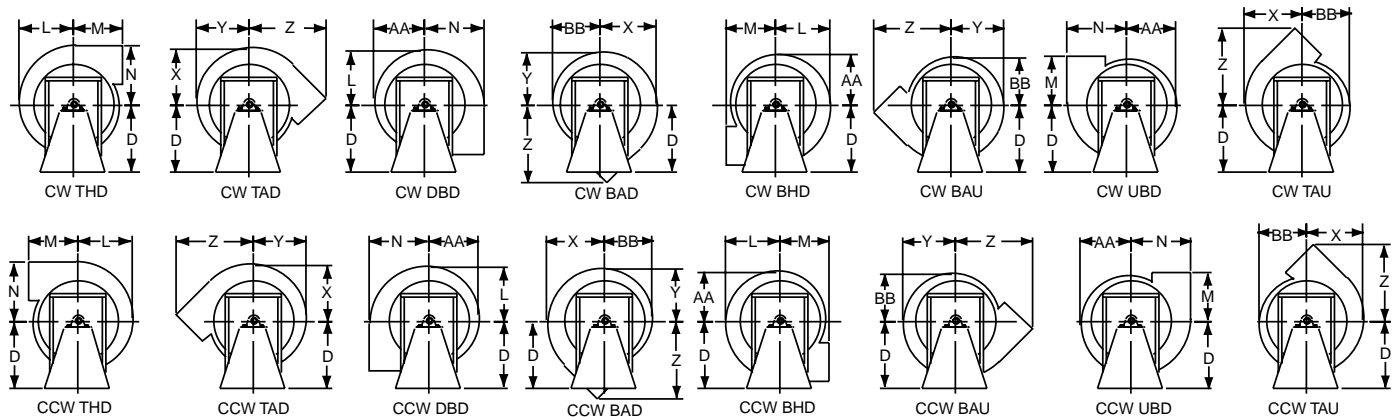 L M N D CW THD
Y Z X D CW TAD
AA N L D CW DBD
BB X Y Z D CW BAD
M L AA D CW BHD
Z Y BB D CW BAU
N AA M D CW UBD
X BB Z D CW TAU
M L N D CCW THD
Z Y X D CCW TAD
N AA L D CCW DBD
X BB Y D Z CCW BAD
L M AA D CCW BHD
Y Z BB D CCW BAU
AA N M D CCW UBD
BB X Z D CCW TAU